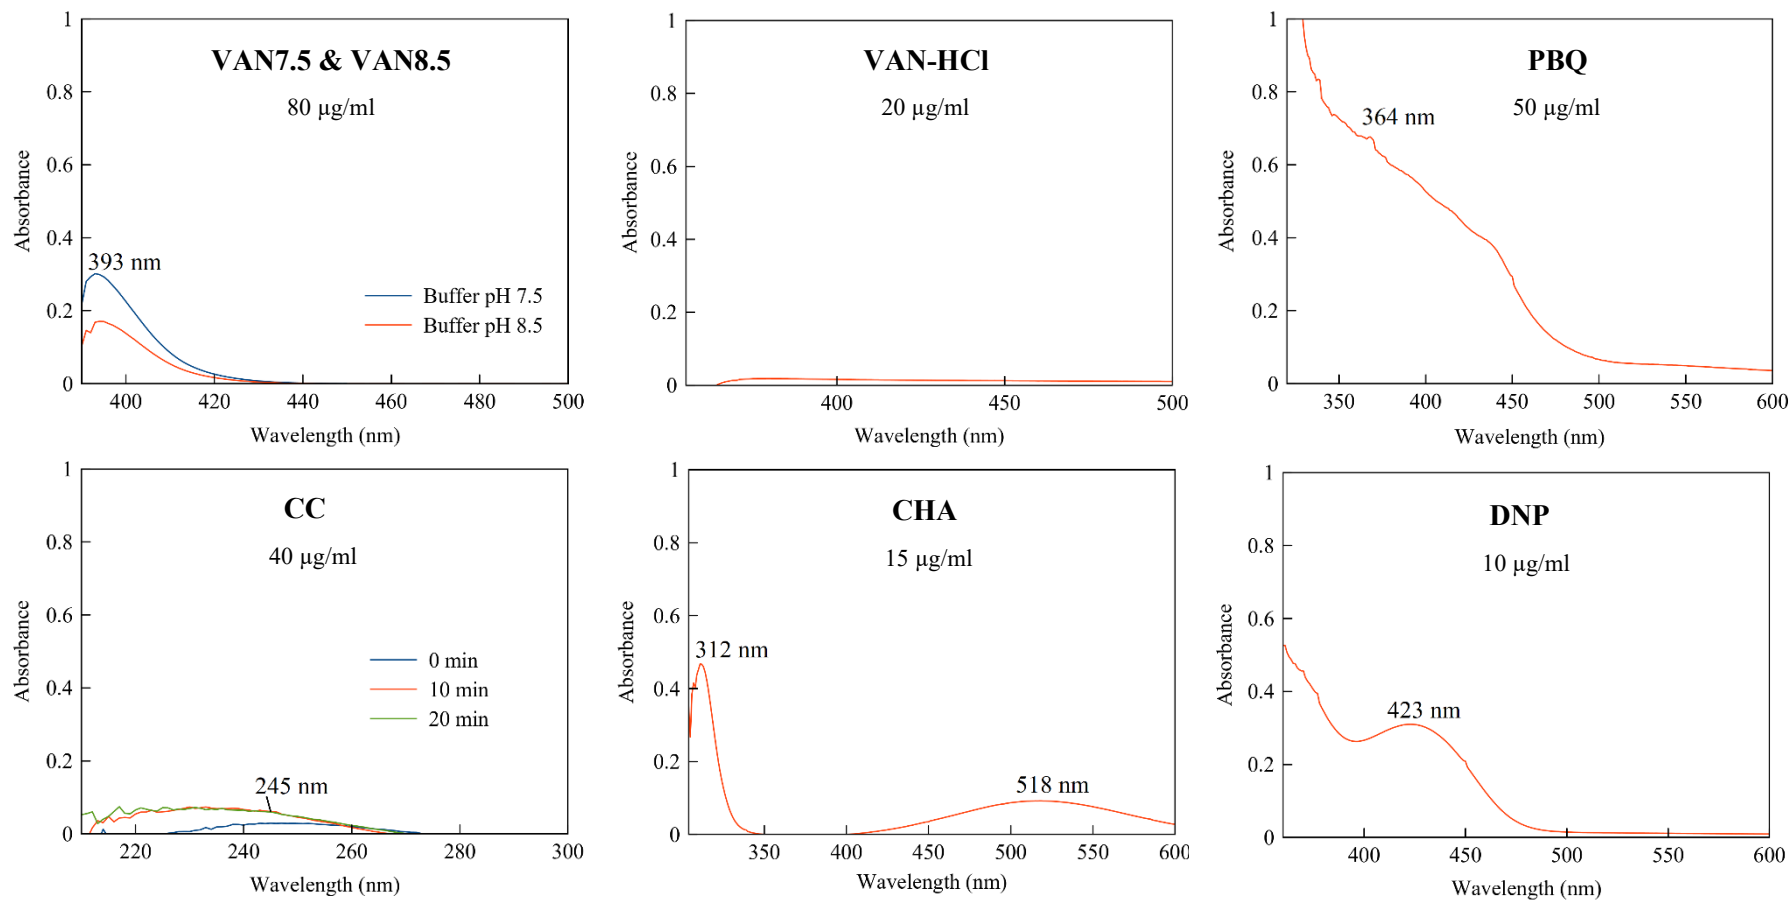 VAN7.5 & VAN8.5
80 µg/ml
1
0.8
0.6
0.4
0.2
0
Absorbance
393 nm
Buffer pH 7.5
Buffer pH 8.5
400 420 440 460 480 500
Wavelength (nm)
VAN-HCl
20 µg/ml
1
0.8
0.6
0.4
0.2
0
Absorbance
400 450 500
Wavelength (nm)
PBQ
50 µg/ml
1
0.8
0.6
0.4
0.2
0
Absorbance
364 nm
350 400 450 500 550 600
Wavelength (nm)
CC
40 µg/ml
1
0.8
0.6
0.4
0.2
0
Absorbance
0 min
10 min
20 min
245 nm
220 240 260 280 300
Wavelength (nm)
CHA
15 µg/ml
1
0.8
0.6
0.4
0.2
0
Absorbance
312 nm
518 nm
350 400 450 500 550 600
Wavelength (nm)
DNP
10 µg/ml
1
0.8
0.6
0.4
0.2
0
Absorbance
423 nm
400 450 500 550 600
Wavelength (nm)